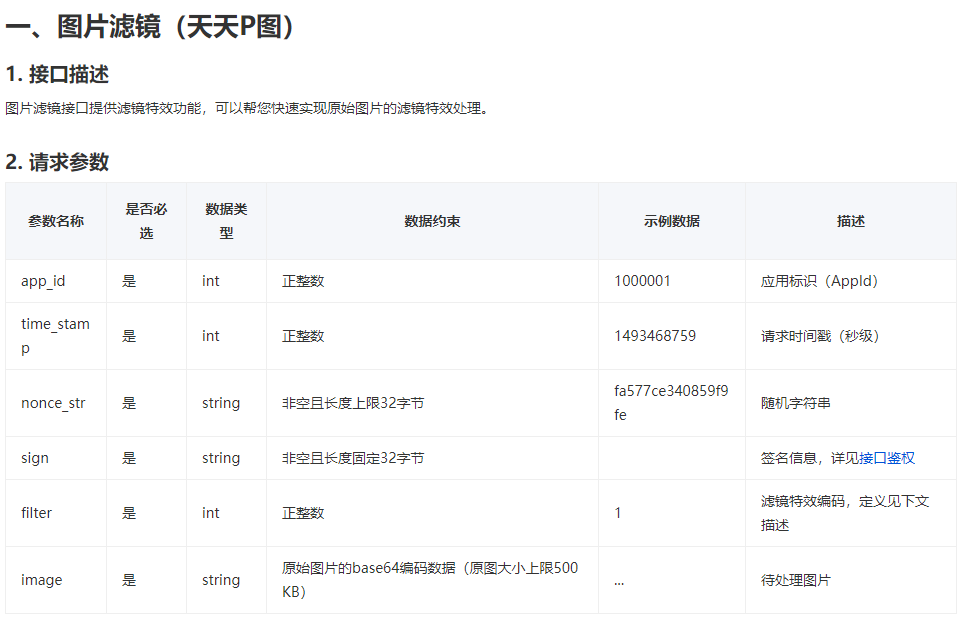 一、图片滤镜（天天P图）
1. 接口描述
图片滤镜接口提供滤镜特效功能，可以帮您快速实现原始图片的滤镜特效处理。
2. 请求参数
参数名称 是否必选 数据类型 数据约束 示例数据 描述
app_id 是 int 正整数 1000001 应用标识（AppId）
time_stamp 是 int 正整数 1493468759 请求时间戳（秒级）
nonce_str 是 string 非空且长度上限32字节 fa577ce340859f9fe 随机字符串
sign 是 string 非空且长度固定32字节 签名信息，详见接口鉴权
filter 是 int 正整数 1 滤镜特效编码，定义见下文描述
image 是 string 原始图片的base64编码数据（原图大小上限500KB） ... 待处理图片